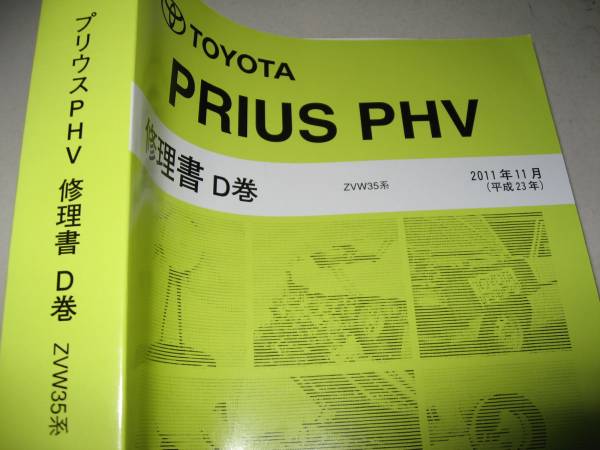 プリウスPHV 修理書 D巻 ZVW35系
TOYOTA
PRIUS PHV
修理書 D巻
ZVW35系
2011年11月
(平成23年)